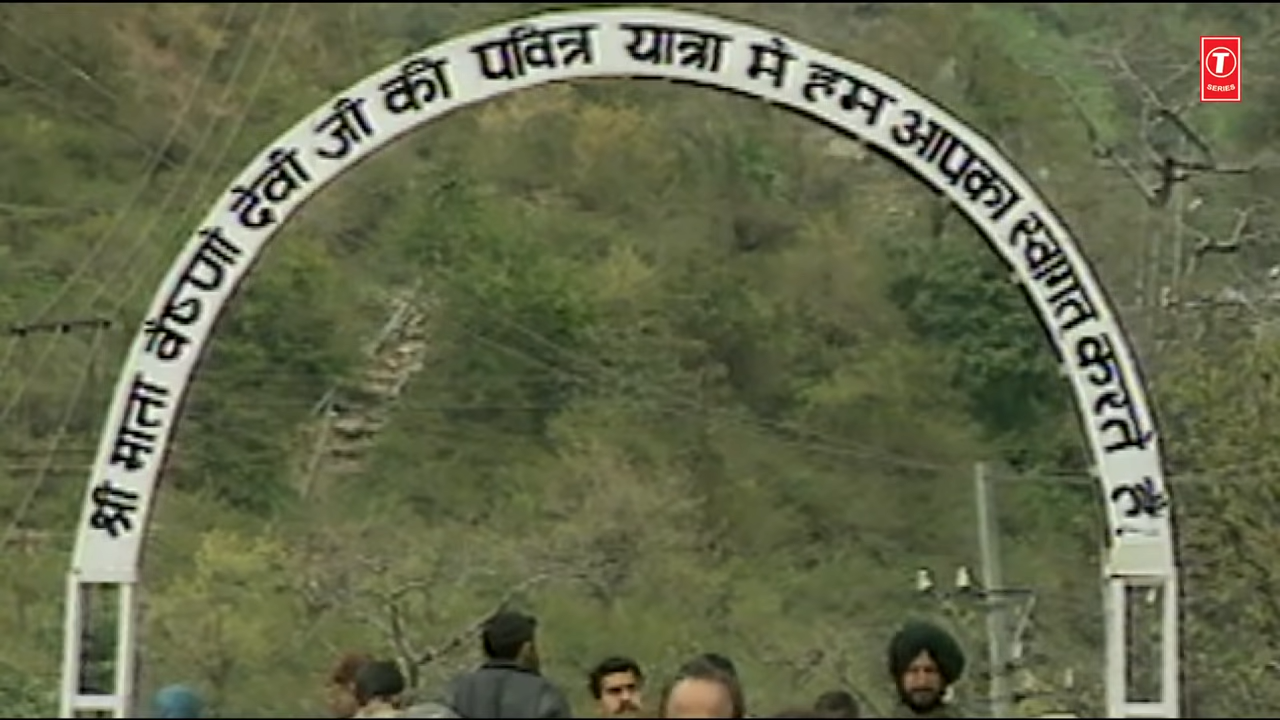 श्री माता वैष्णो देवी जी की पवित्र यात्रा में हम आपका स्वागत करते हैं
T
SERIES